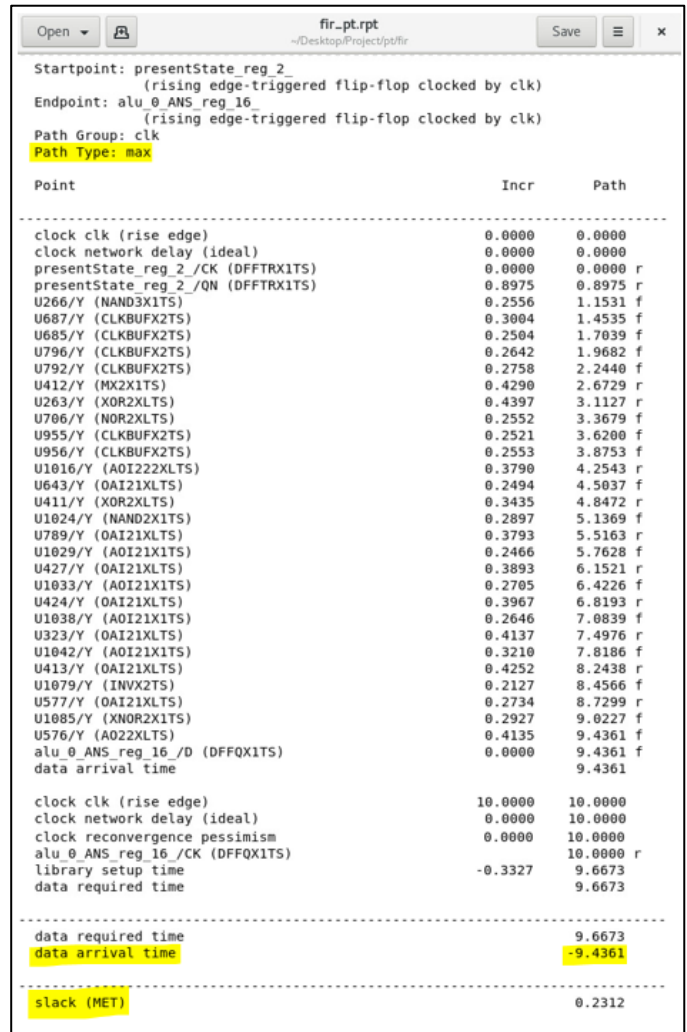 Open
fir_pt.rpt
~/Desktop/Project/pt/fir
Save
Startpoint: presentState_reg_2_
(rising edge-triggered flip-flop clocked by clk)
Endpoint: alu_0_ANS_reg_16_
(rising edge-triggered flip-flop clocked by clk)
Path Group: clk
Path Type: max
Point Incr Path
clock clk (rise edge) 0.0000 0.0000
clock network delay (ideal) 0.0000 0.0000
presentState_reg_2_/CK (DFFTRX1TS) 0.0000 0.0000 r
presentState_reg_2_/QN (DFFTRX1TS) 0.8975 0.8975 r
U266/Y (NAND3X1TS) 0.2556 1.1531 f
U687/Y (CLKBUFX2TS) 0.3004 1.4535 f
U685/Y (CLKBUFX2TS) 0.2504 1.7039 f
U796/Y (CLKBUFX2TS) 0.2642 1.9682 f
U792/Y (CLKBUFX2TS) 0.2758 2.2440 f
U412/Y (MX2X1TS) 0.4290 2.6729 r
U263/Y (XOR2XLTS) 0.4397 3.1127 r
U706/Y (NOR2XLTS) 0.2552 3.3679 f
U955/Y (CLKBUFX2TS) 0.2521 3.6200 f
U956/Y (CLKBUFX2TS) 0.2553 3.8753 f
U1016/Y (AOI222XLTS) 0.3790 4.2543 r
U643/Y (OAI21XLTS) 0.2494 4.5037 f
U411/Y (XOR2XLTS) 0.3435 4.8472 r
U1024/Y (NAND2X1TS) 0.2897 5.1369 f
U789/Y (OAI21XLTS) 0.3793 5.5163 r
U1029/Y (AOI21X1TS) 0.2466 5.7628 f
U427/Y (OAI21XLTS) 0.3893 6.1521 r
U1033/Y (AOI21X1TS) 0.2705 6.4226 f
U424/Y (OAI21XLTS) 0.3967 6.8193 r
U1038/Y (AOI21X1TS) 0.2646 7.0839 f
U323/Y (OAI21XLTS) 0.4137 7.4976 r
U1042/Y (AOI21X1TS) 0.3210 7.8186 f
U413/Y (OAI21XLTS) 0.4252 8.2438 r
U1079/Y (INVX2TS) 0.2127 8.4566 f
U577/Y (OAI21XLTS) 0.2734 8.7299 r
U1085/Y (XNOR2X1TS) 0.2927 9.0227 f
U576/Y (AO22XLTS) 0.4135 9.4361 f
alu_0_ANS_reg_16_/D (DFFQX1TS) 0.0000 9.4361 f
data arrival time 9.4361
clock clk (rise edge) 10.0000 10.0000
clock network delay (ideal) 0.0000 10.0000
clock reconvergence pessimism 0.0000 10.0000
alu_0_ANS_reg_16_/CK (DFFQX1TS) 10.0000 r
library setup time -0.3327 9.6673
data required time 9.6673
data required time 9.6673
data arrival time -9.4361
slack (MET) 0.2312